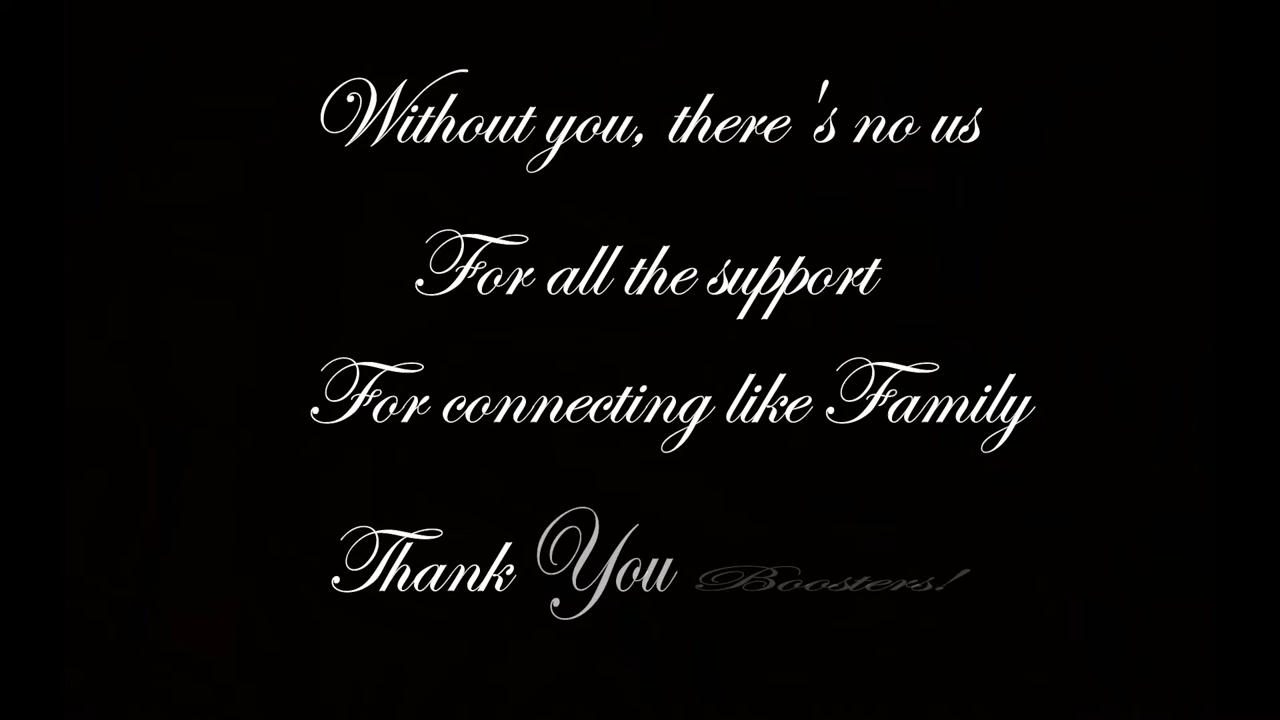 Without you, there's no us
For all the support
For connecting like Family
Thank You Boosters!